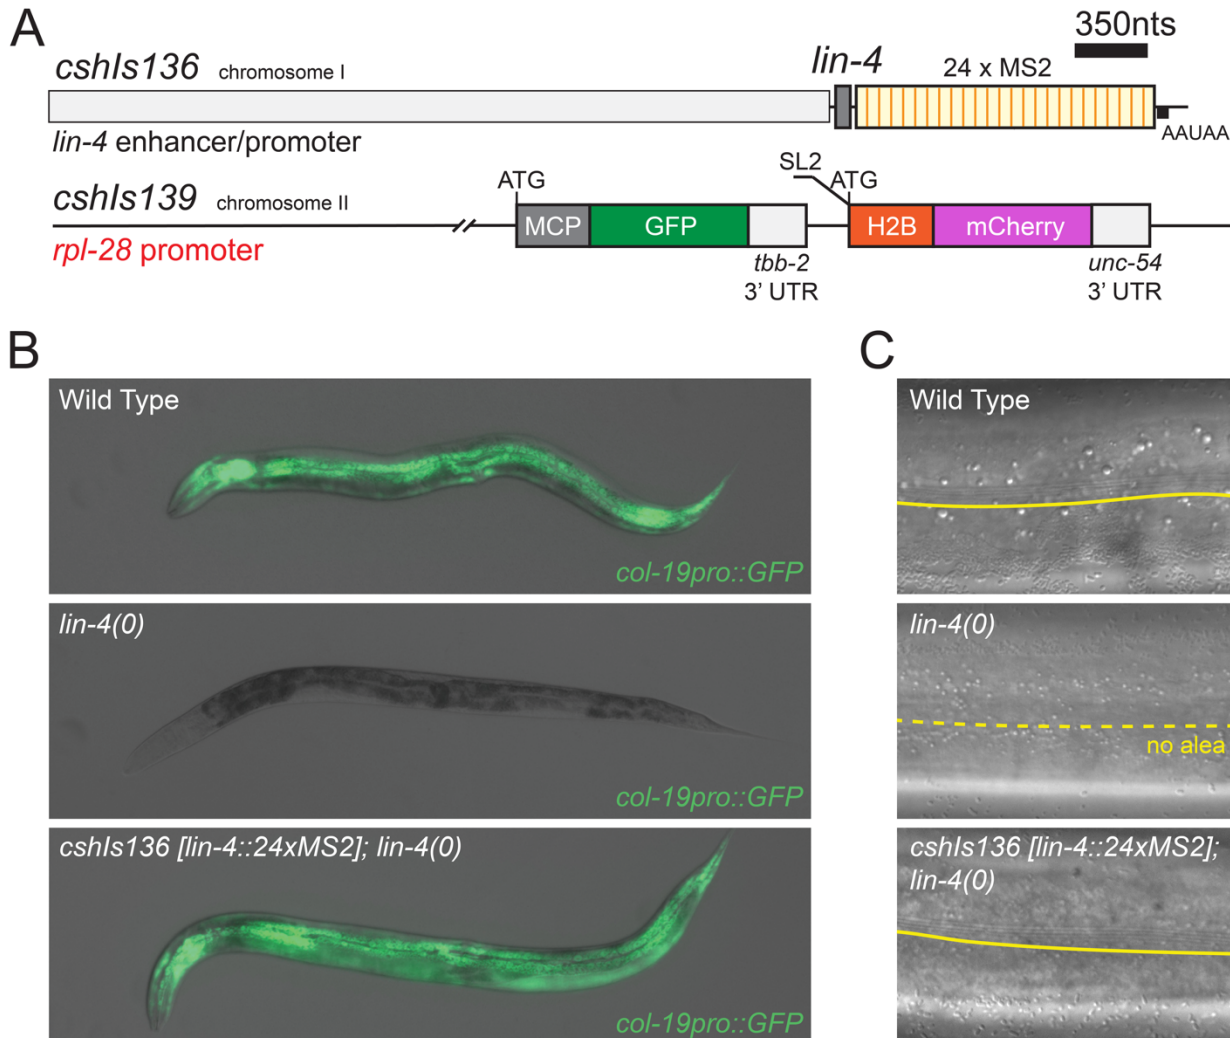 A
cshIs136 chromosome I
lin-4
24 x MS2
350nts
lin-4 enhancer/promoter
AAUAA
cshIs139 chromosome II
rpl-28 promoter
ATG
SL2
ATG
MCP
GFP
H2B
mCherry
tbb-2
3’ UTR
unc-54
3’ UTR
B
Wild Type
col-19pro::GFP
lin-4(0)
col-19pro::GFP
cshIs136 [lin-4::24xMS2]; lin-4(0)
col-19pro::GFP
C
Wild Type
lin-4(0)
no alea
cshIs136 [lin-4::24xMS2];
lin-4(0)